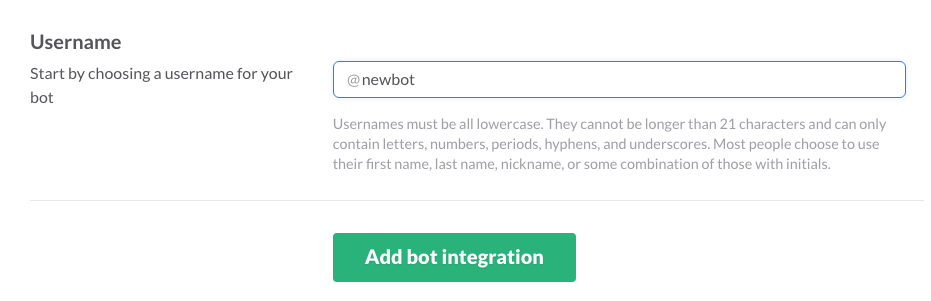 Username
Start by choosing a username for your
bot
@newbot
Usernames must be all lowercase. They cannot be longer than 21 characters and can only
contain letters, numbers, periods, hyphens, and underscores. Most people choose to use
their first name, last name, nickname, or some combination of those with initials.
Add bot integration